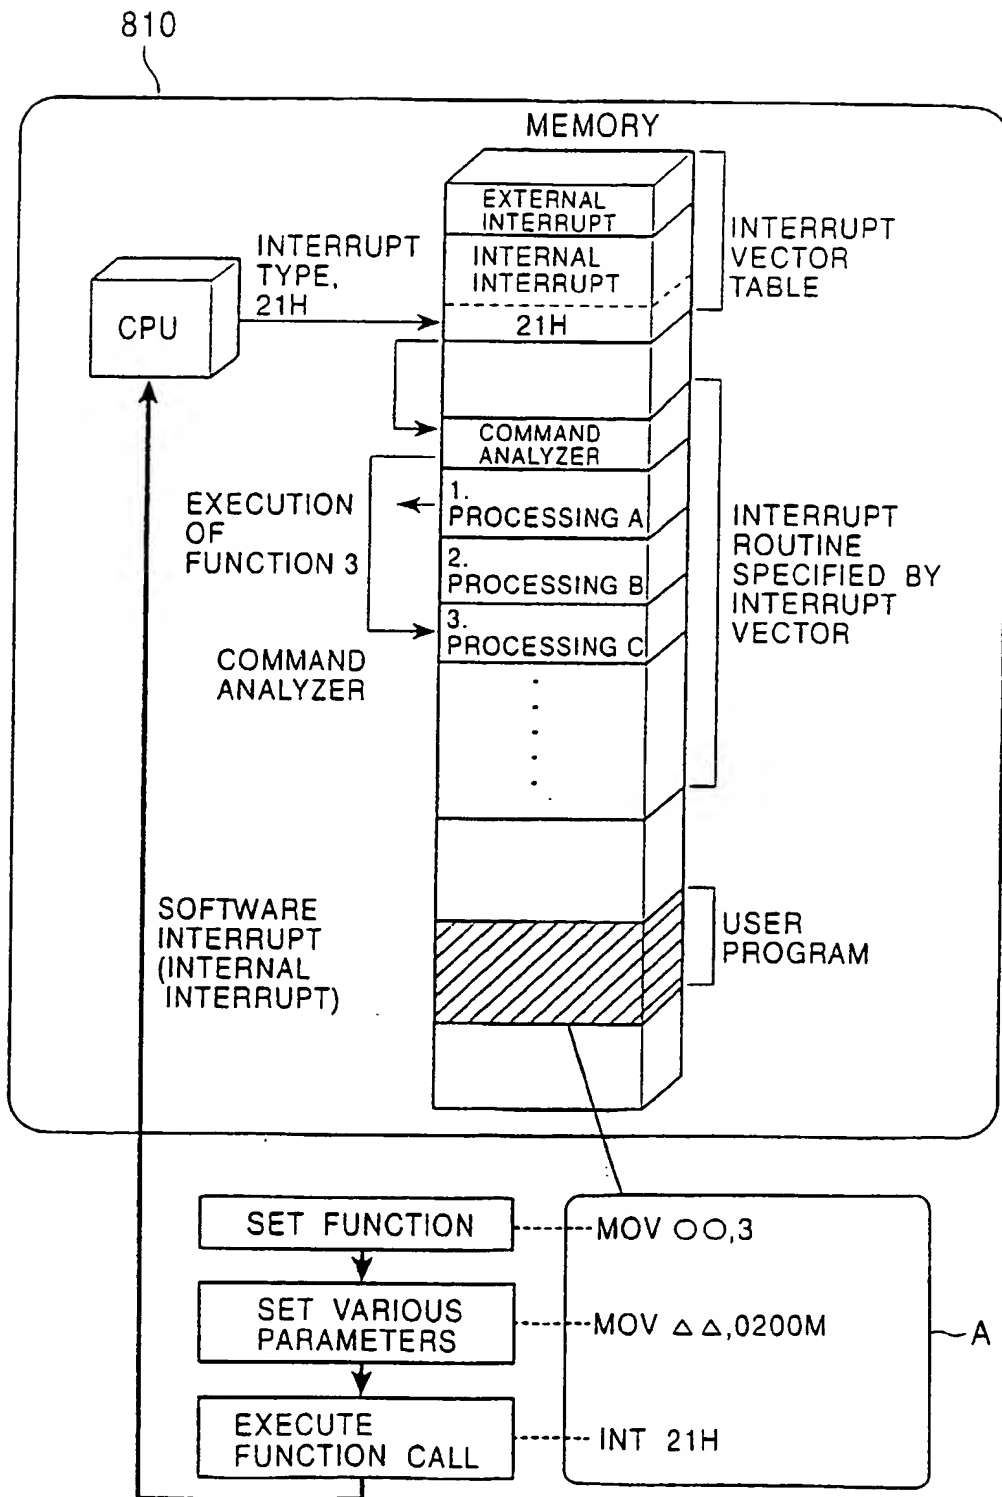 810
MEMORY
EXTERNAL
INTERRUPT
INTERNAL
INTERRUPT
21H
INTERRUPT
VECTOR
TABLE
INTERRUPT
TYPE,
21H
CPU
COMMAND
ANALYZER
1.
PROCESSING A
2.
PROCESSING B
3.
PROCESSING C
EXECUTION
OF
FUNCTION 3
COMMAND
ANALYZER
INTERRUPT
ROUTINE
SPECIFIED BY
INTERRUPT
VECTOR
SOFTWARE
INTERRUPT
(INTERNAL
INTERRUPT)
USER
PROGRAM
SET FUNCTION
MOV ○○,3
SET VARIOUS
PARAMETERS
MOV △△,0200M
A
EXECUTE
FUNCTION CALL
INT 21H